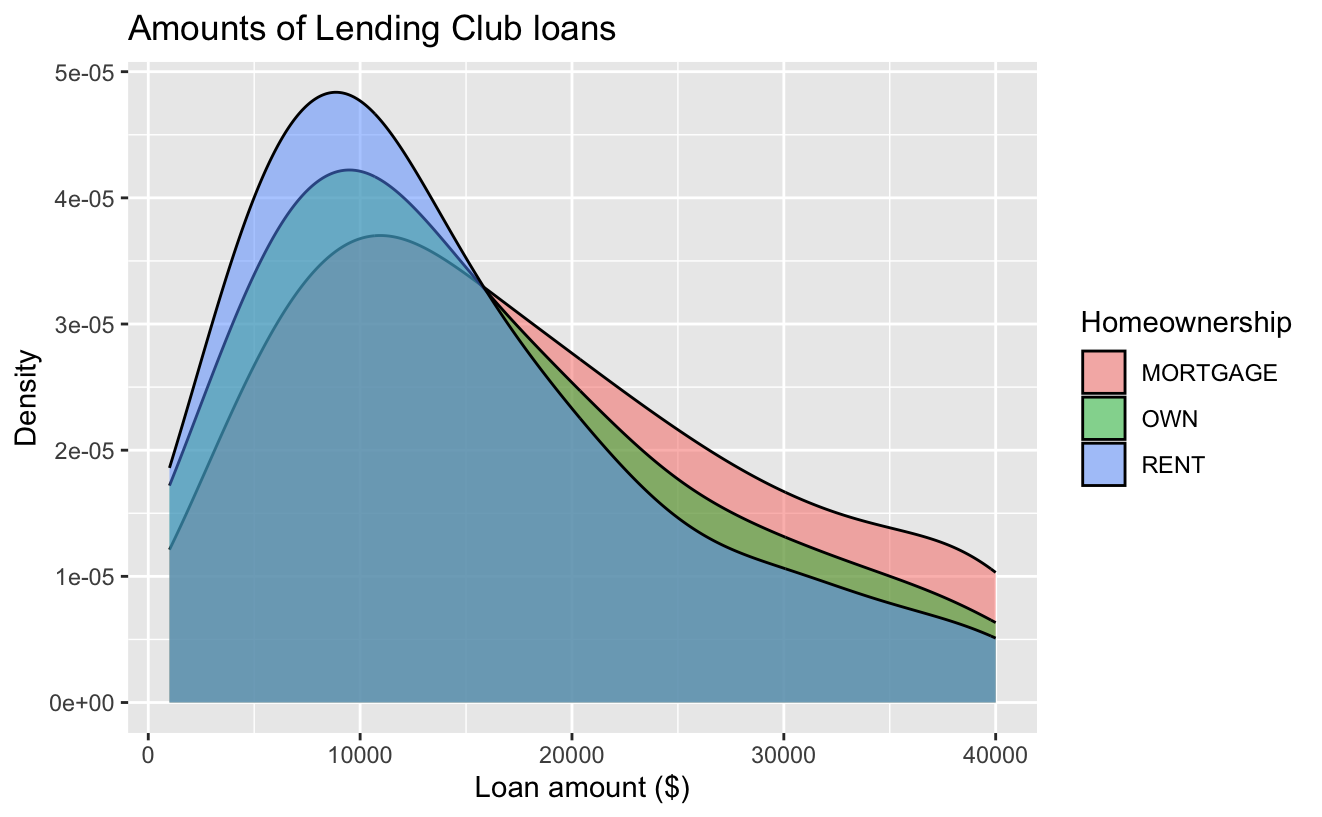 Amounts of Lending Club loans
5e-05
4e-05
3e-05
2e-05
1e-05
0e+00
Density
0
10000
20000
30000
40000
Loan amount ($)
Homeownership
MORTGAGE
OWN
RENT